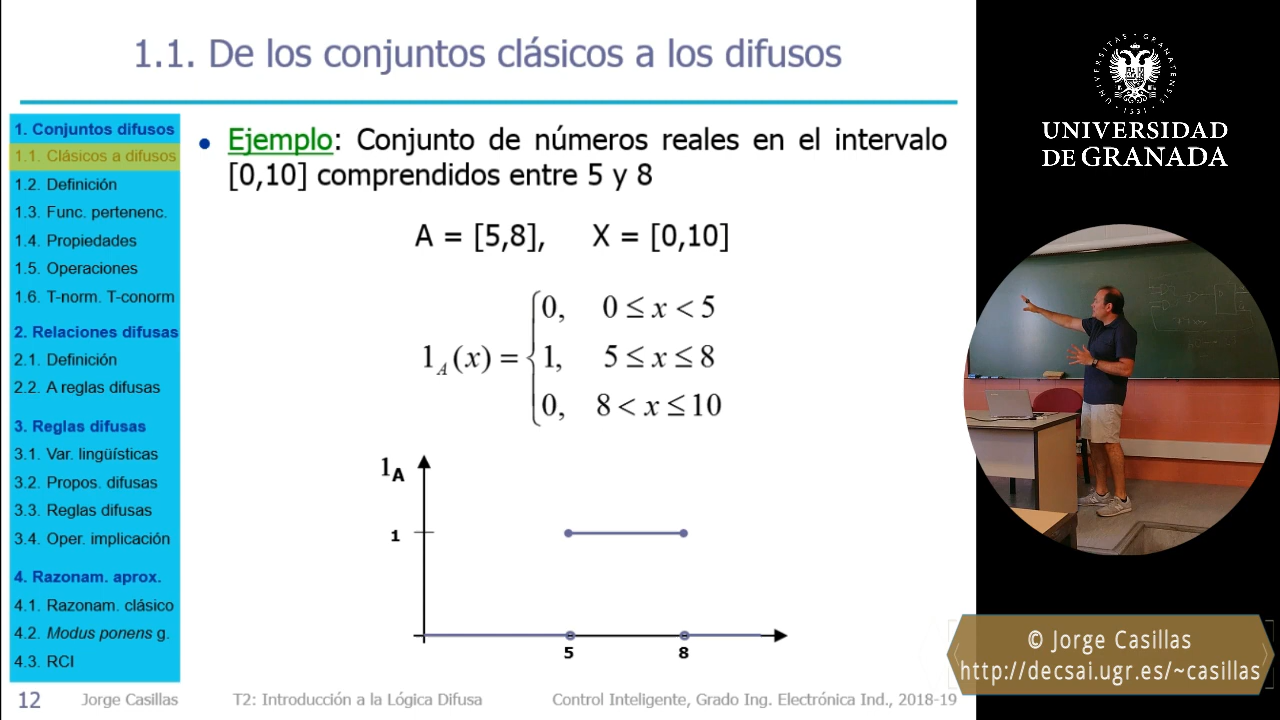 1.1. De los conjuntos clásicos a los difusos
1. Conjuntos difusos
1.1. Clásicos a difusos
1.2. Definición
1.3. Func. pertenenc.
1.4. Propiedades
1.5. Operaciones
1.6. T-norm. T-conorm
2. Relaciones difusas
2.1. Definición
2.2. A reglas difusas
3. Reglas difusas
3.1. Var. lingüísticas
3.2. Propos. difusas
3.3. Reglas difusas
3.4. Oper. implicación
4. Razonam. aprox.
4.1. Razonam. clásico
4.2. Modus ponens g.
4.3. RCI
• Ejemplo: Conjunto de números reales en el intervalo
[0,10] comprendidos entre 5 y 8
A = [5,8], X = [0,10]
0, 0 ≤ x < 5
1_A(x) = { 1, 5 ≤ x ≤ 8
0, 8 < x ≤ 10
1_A
1
5 8
12 Jorge Casillas T2: Introducción a la Lógica Difusa Control Inteligente, Grado Ing. Electrónica Ind., 2018-19
UNIVERSITAS · GRANATENSIS · 1531 ·
UNIVERSIDAD
DE GRANADA
© Jorge Casillas
http://decsai.ugr.es/~casillas